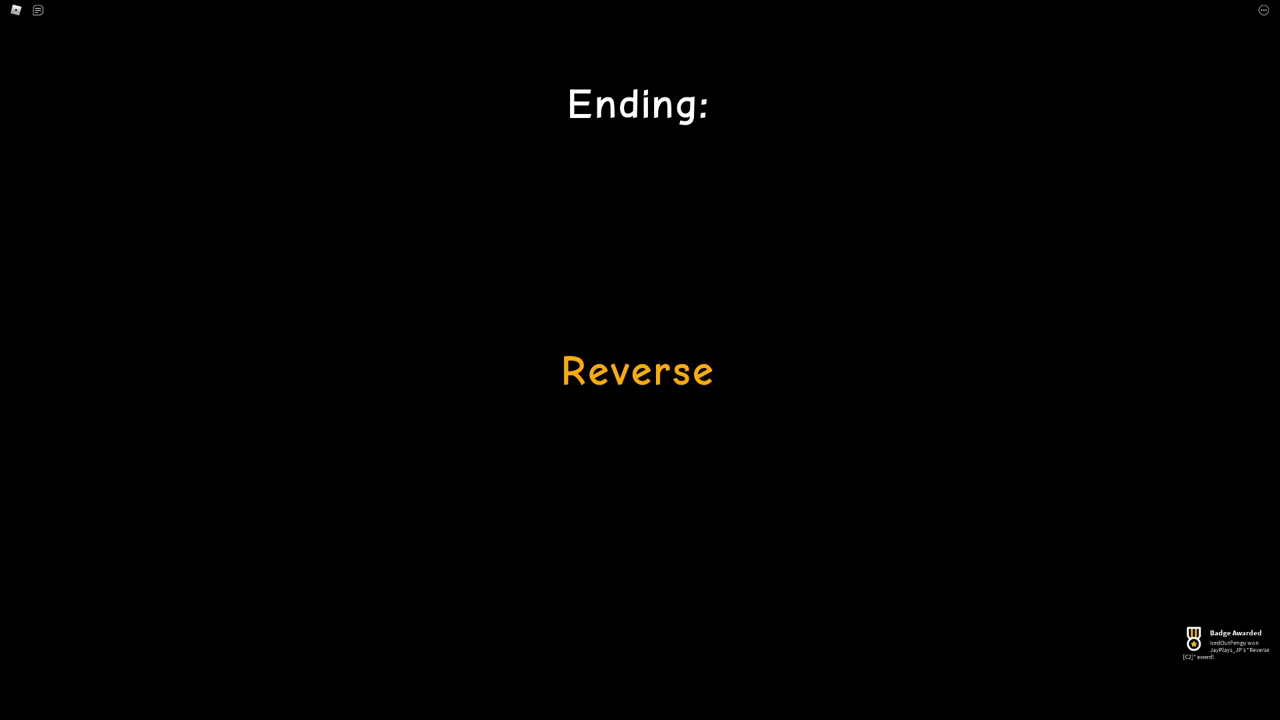 Ending:
Reverse
Badge Awarded
IcedOutPengu won
JayPlays_JP's "Reverse
[C2]" award!